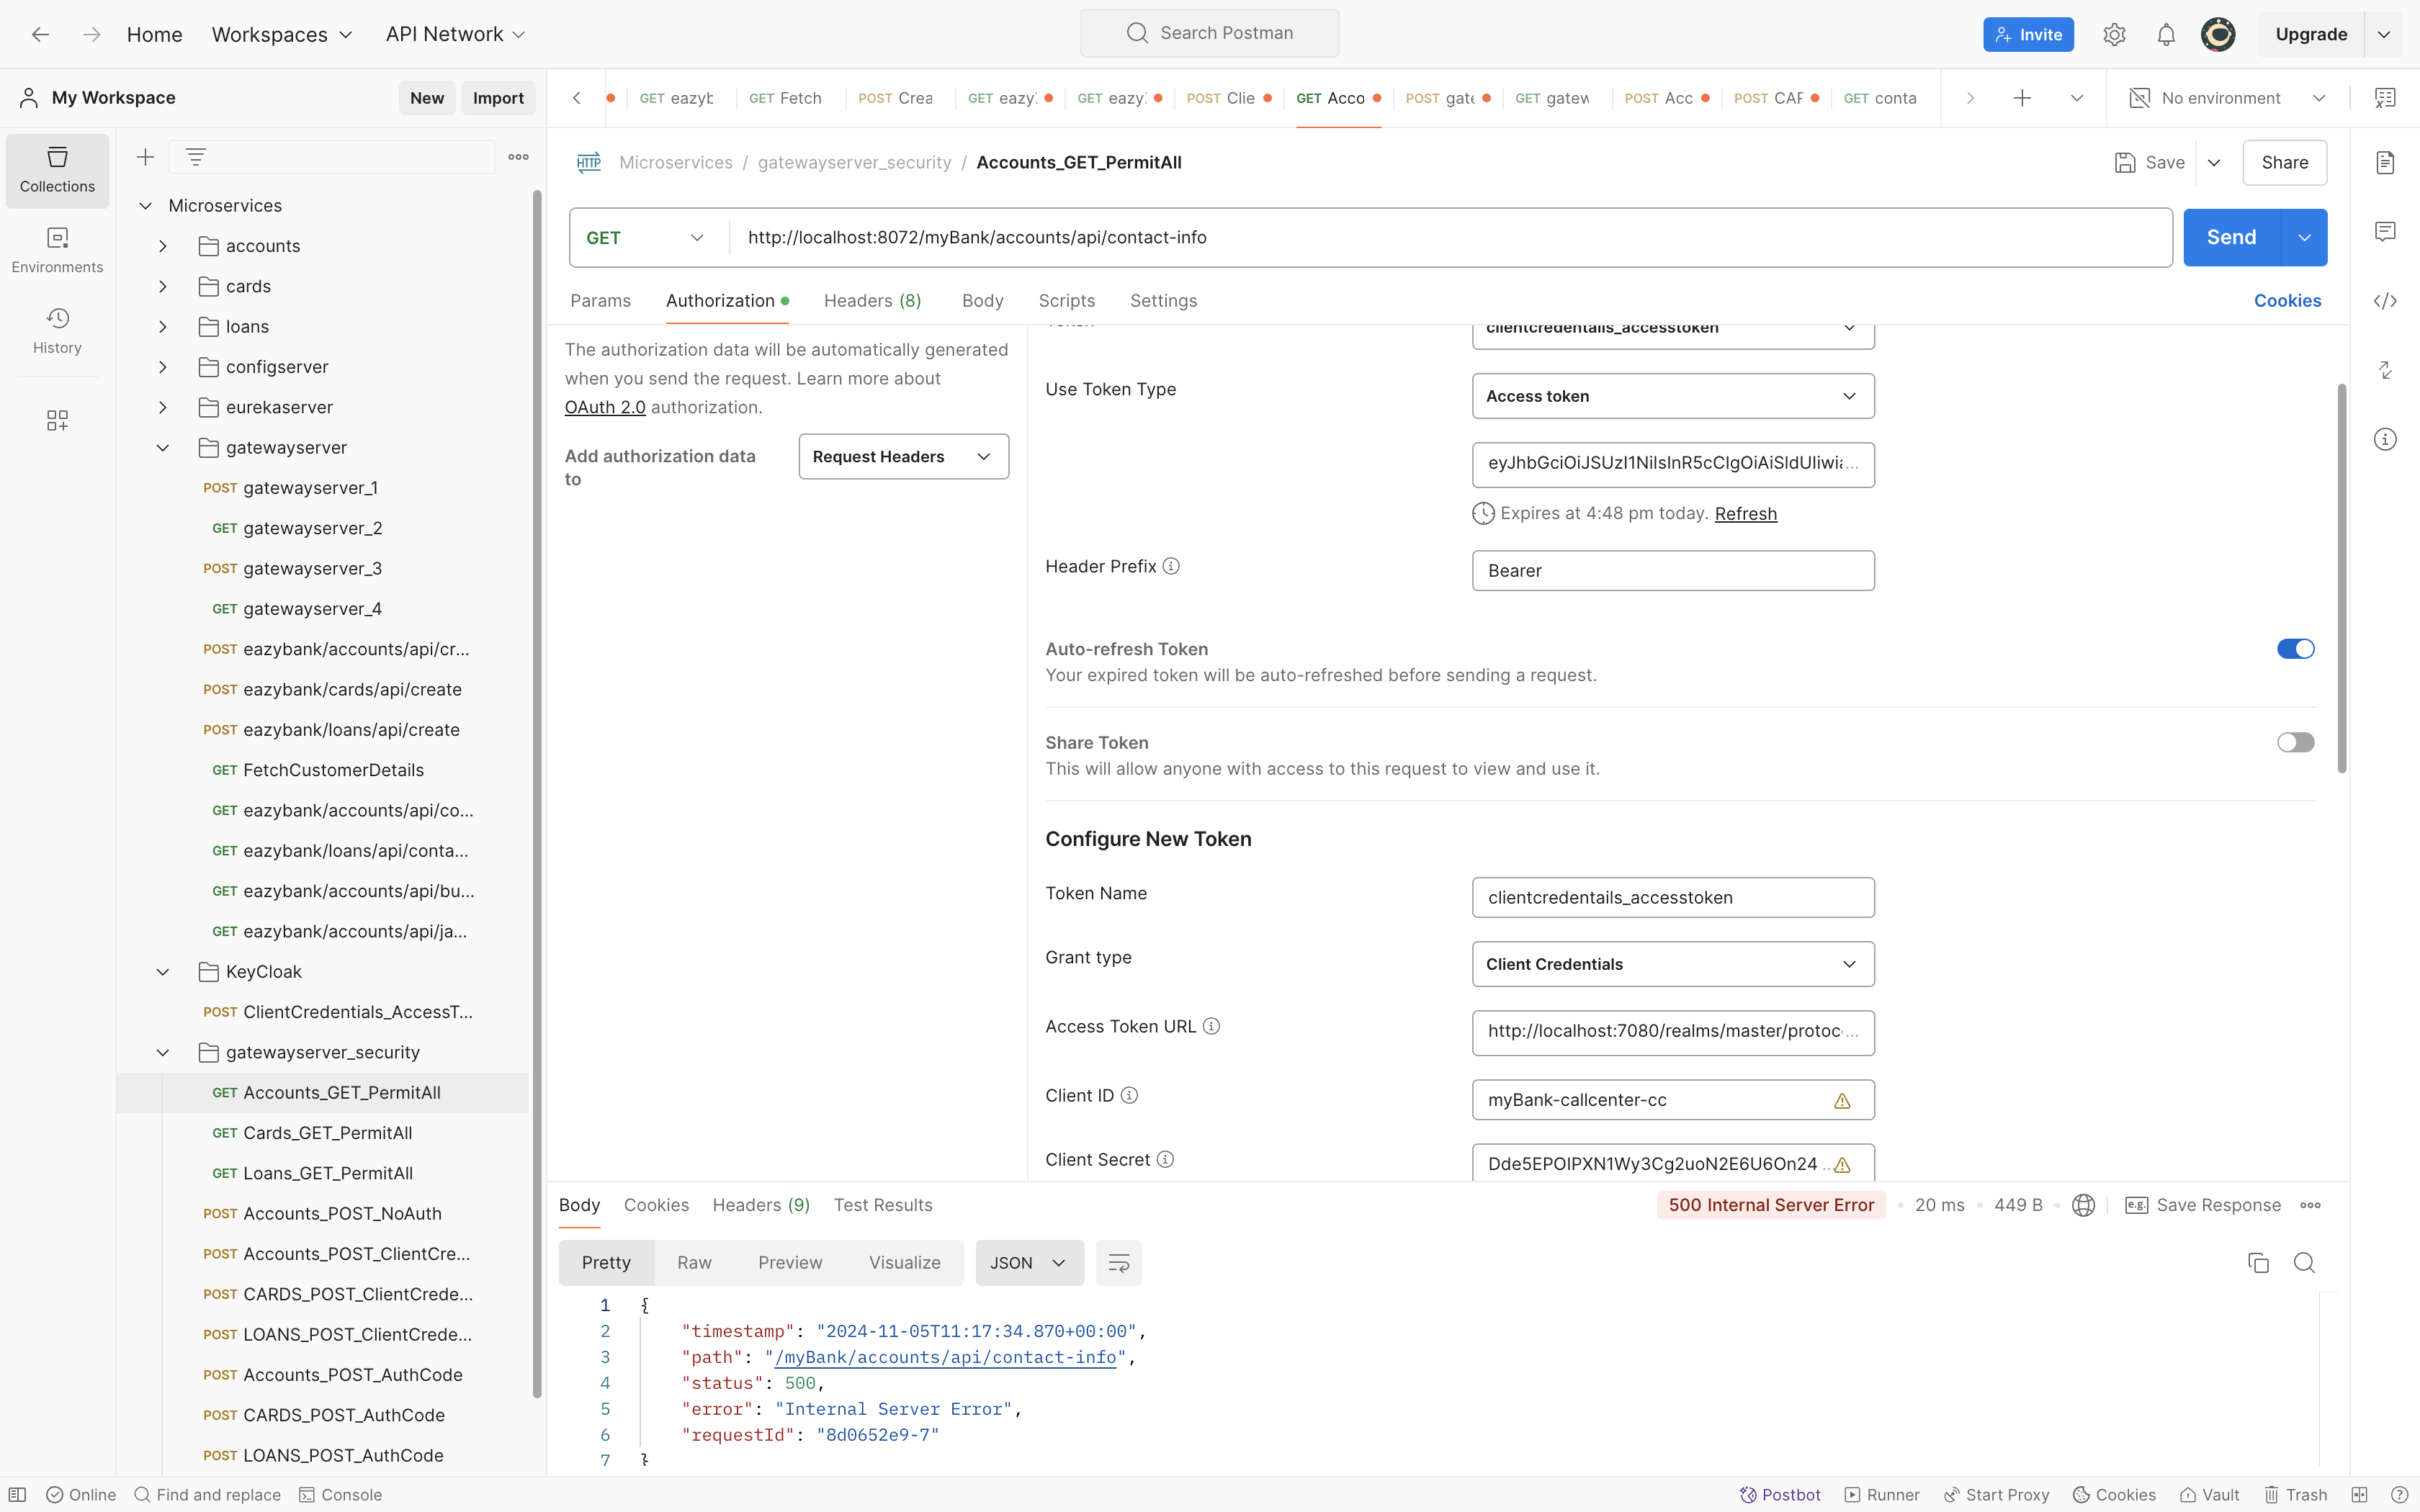 Home
Workspaces
API Network
Search Postman
Invite
Upgrade
My Workspace
New
Import
GET eazyb
GET Fetch
POST Crea
GET eazy
GET eazy
POST Clie
GET Acco
POST gate
GET gatew
POST Acc
POST CAR
GET conta
No environment
Collections
Environments
History
Microservices
accounts
cards
loans
configserver
eurekaserver
gatewayserver
POST gatewayserver_1
GET gatewayserver_2
POST gatewayserver_3
GET gatewayserver_4
POST eazybank/accounts/api/cr...
POST eazybank/cards/api/create
POST eazybank/loans/api/create
GET FetchCustomerDetails
GET eazybank/accounts/api/co...
GET eazybank/loans/api/conta...
GET eazybank/accounts/api/bu...
GET eazybank/accounts/api/ja...
KeyCloak
POST ClientCredentials_AccessT...
gatewayserver_security
GET Accounts_GET_PermitAll
GET Cards_GET_PermitAll
GET Loans_GET_PermitAll
POST Accounts_POST_NoAuth
POST Accounts_POST_ClientCre...
POST CARDS_POST_ClientCrede...
POST LOANS_POST_ClientCrede...
POST Accounts_POST_AuthCode
POST CARDS_POST_AuthCode
POST LOANS_POST_AuthCode
HTTP
Microservices / gatewayserver_security / Accounts_GET_PermitAll
Save
Share
GET
http://localhost:8072/myBank/accounts/api/contact-info
Send
Params
Authorization
Headers (8)
Body
Scripts
Settings
Cookies
The authorization data will be automatically generated
when you send the request. Learn more about
OAuth 2.0 authorization.
Add authorization data
to
Request Headers
Token
clientcredentails_accesstoken
Use Token Type
Access token
Expires at 4:48 pm today. Refresh
Header Prefix
Bearer
Auto-refresh Token
Your expired token will be auto-refreshed before sending a request.
Share Token
This will allow anyone with access to this request to view and use it.
Configure New Token
Token Name
clientcredentails_accesstoken
Grant type
Client Credentials
Access Token URL
http://localhost:7080/realms/master/protoc...
Client ID
myBank-callcenter-cc
Client Secret
Body
Cookies
Headers (9)
Test Results
500 Internal Server Error
20 ms
449 B
e.g.
Save Response
Pretty
Raw
Preview
Visualize
JSON
1 {
2 "timestamp": "2024-11-05T11:17:34.870+00:00",
3 "path": "/myBank/accounts/api/contact-info",
4 "status": 500,
5 "error": "Internal Server Error",
6 "requestId": "8d0652e9-7"
7 }
Online
Find and replace
Console
Postbot
Runner
Start Proxy
Cookies
Vault
Trash